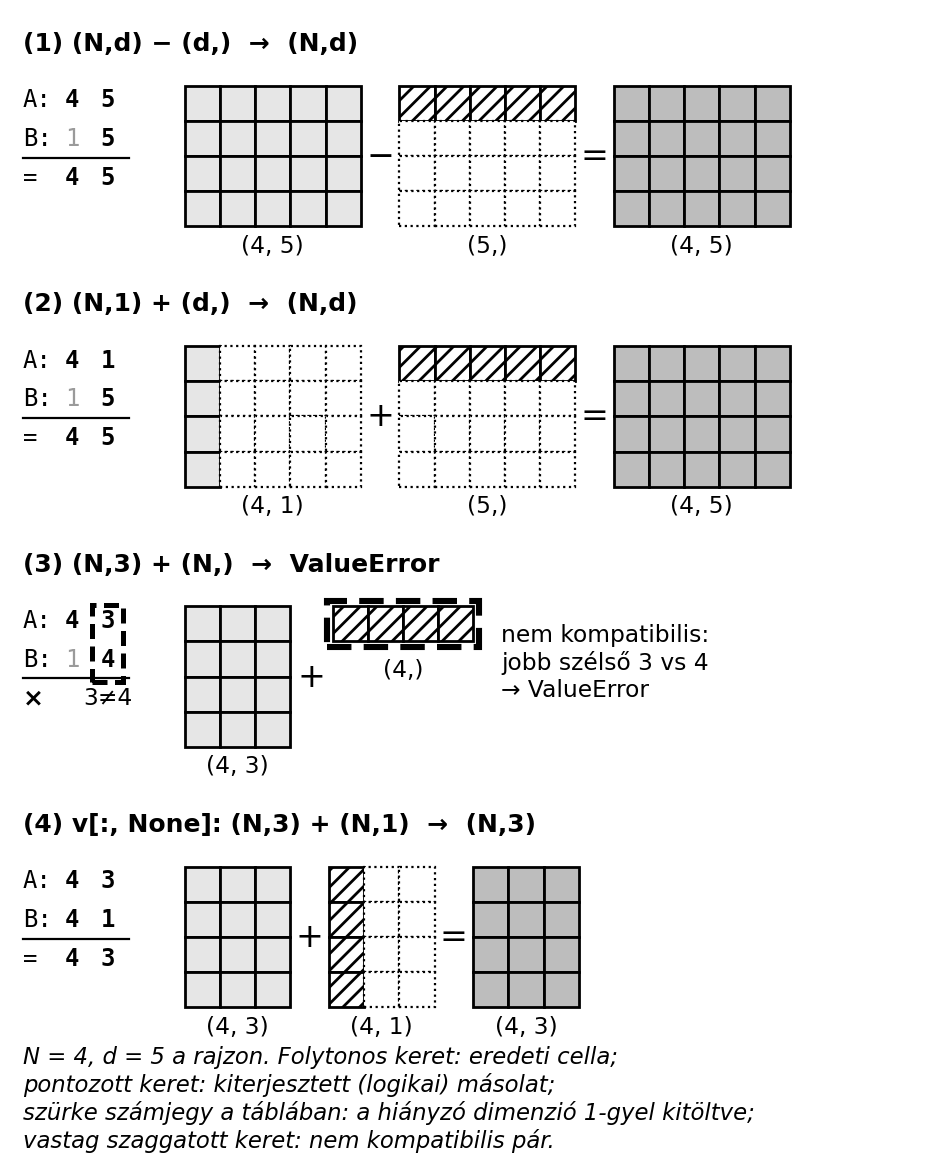 (1) (N,d) − (d,) → (N,d)
A: 4 5
B: 1 5
= 4 5
− =
(4, 5) (5,) (4, 5)
(2) (N,1) + (d,) → (N,d)
A: 4 1
B: 1 5
= 4 5
+ =
(4, 1) (5,) (4, 5)
(3) (N,3) + (N,) → ValueError
A: 4 3
B: 1 4
× 3≠4
+
(4,)
(4, 3)
nem kompatibilis:
jobb szélső 3 vs 4
→ ValueError
(4) v[:, None]: (N,3) + (N,1) → (N,3)
A: 4 3
B: 4 1
= 4 3
+ =
(4, 3) (4, 1) (4, 3)
N = 4, d = 5 a rajzon. Folytonos keret: eredeti cella;
pontozott keret: kiterjesztett (logikai) másolat;
szürke számjegy a táblában: a hiányzó dimenzió 1-gyel kitöltve;
vastag szaggatott keret: nem kompatibilis pár.